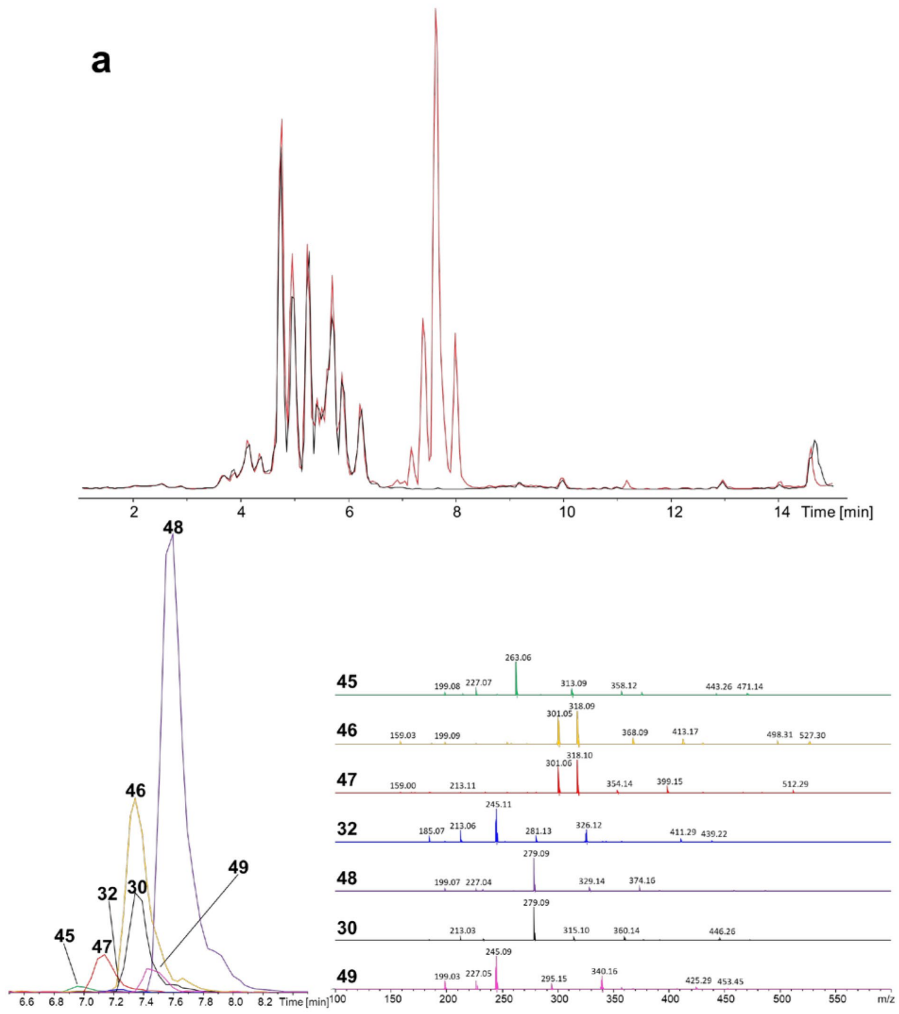 a
2 4 6 8 10 12 14 Time [min]
48
46
49
32 30
45
47
6.6 6.8 7.0 7.2 7.4 7.6 7.8 8.0 8.2 Time [min]
45 199.08 227.07 263.06 313.09 358.12 443.26 471.14
46 159.03 199.09 301.05 318.09 368.09 413.17 498.31 527.30
47 159.00 213.11 301.06 318.10 354.14 399.15 512.29
32 185.07 213.06 245.11 281.13 326.12 411.29 439.22
48 199.07 227.04 279.09 329.14 374.16
30 213.03 279.09 315.10 360.14 446.26
49 199.03 227.05 245.09 295.15 340.16 425.29 453.45
100 150 200 250 300 350 400 450 500 550 m/z